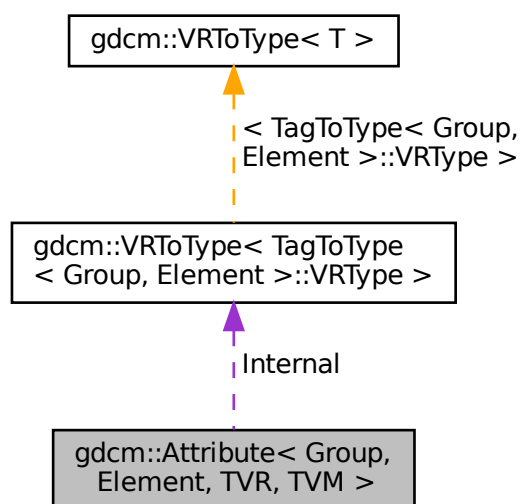 gdcm::VRToType< T >
< TagToType< Group,
Element >::VRType >
gdcm::VRToType< TagToType
< Group, Element >::VRType >
Internal
gdcm::Attribute< Group,
Element, TVR, TVM >